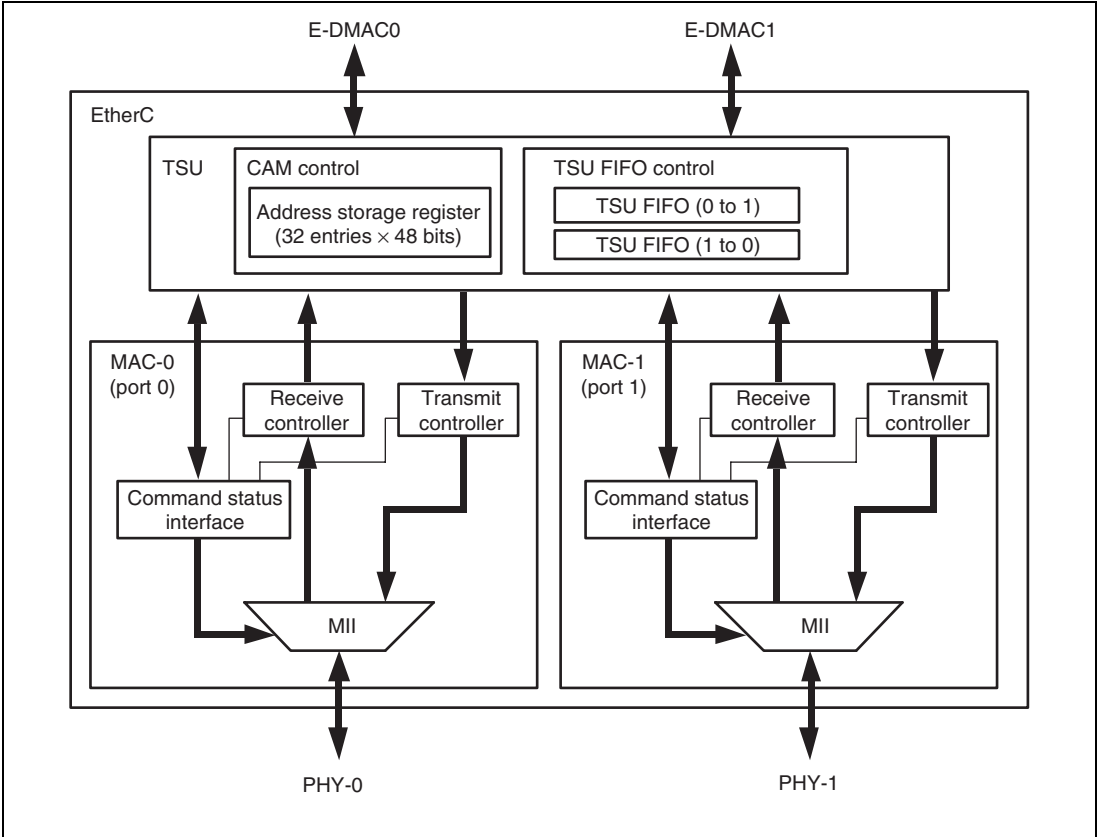 E-DMAC0
E-DMAC1
EtherC
TSU
CAM control
Address storage register
(32 entries × 48 bits)
TSU FIFO control
TSU FIFO (0 to 1)
TSU FIFO (1 to 0)
MAC-0
(port 0)
Receive
controller
Transmit
controller
Command status
interface
MII
MAC-1
(port 1)
Receive
controller
Transmit
controller
Command status
interface
MII
PHY-0
PHY-1